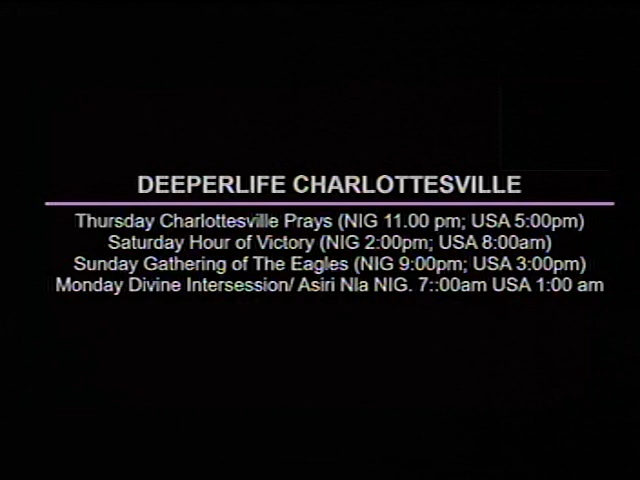 DEEPERLIFE CHARLOTTESVILLE
Thursday Charlottesville Prays (NIG 11.00 pm; USA 5:00pm)
Saturday Hour of Victory (NIG 2:00pm; USA 8:00am)
Sunday Gathering of The Eagles (NIG 9:00pm; USA 3:00pm)
Monday Divine Intersession/ Asiri Nla NIG. 7::00am USA 1:00 am